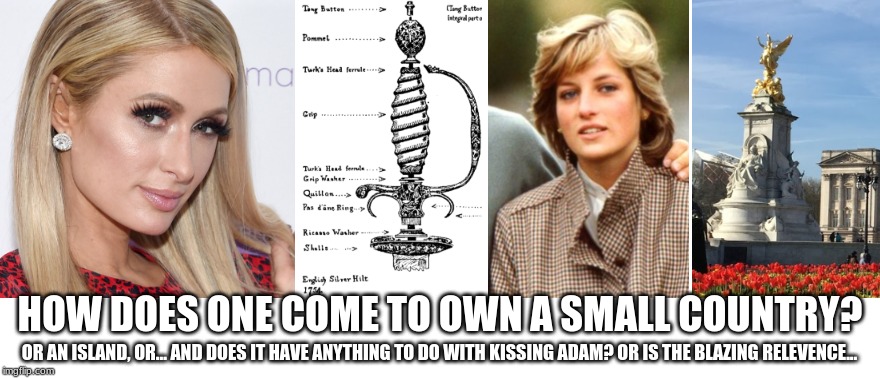 ma
Tang Button
(Tang Button
integral part o
Pommel
Turk's Head ferrule
Grip
Turk's Head ferrule
Grip Washer
Quillon
Pas d'âne Ring
Ricasso Washer
Shells
English Silver Hilt
1754
HOW DOES ONE COME TO OWN A SMALL COUNTRY?
OR AN ISLAND, OR... AND DOES IT HAVE ANYTHING TO DO WITH KISSING ADAM? OR IS THE BLAZING RELEVENCE...
imgflip.com